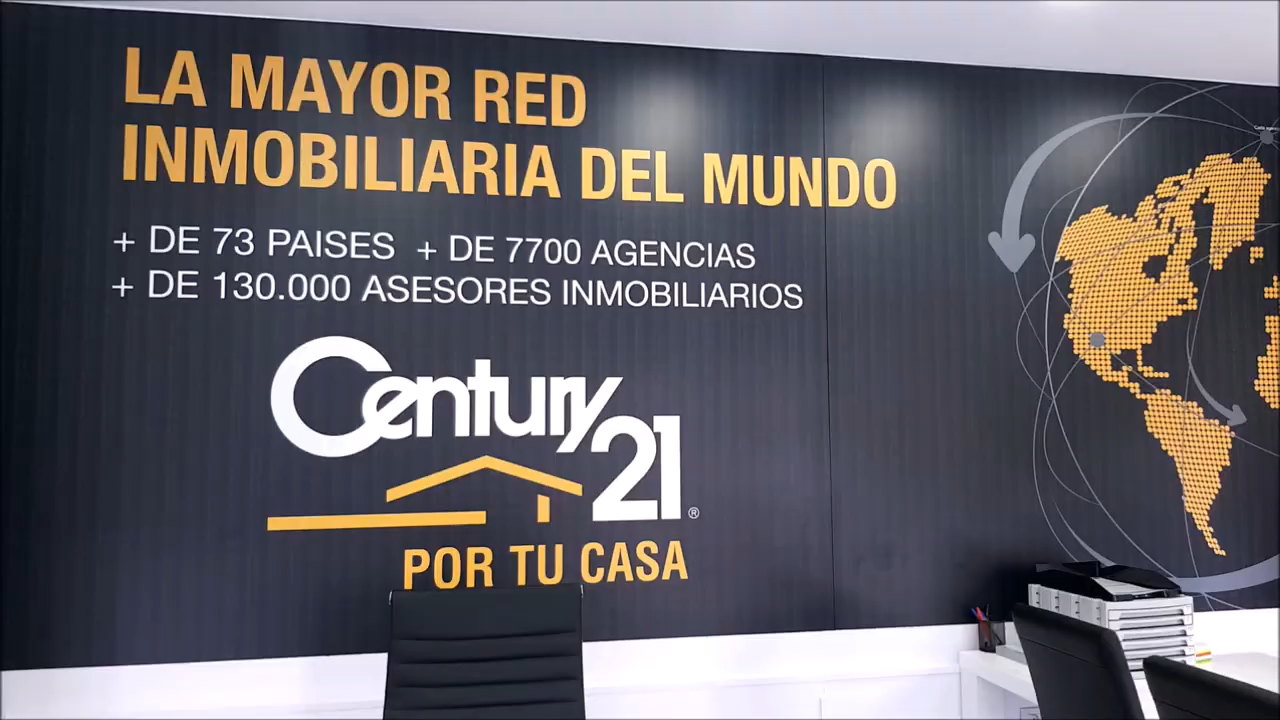 LA MAYOR RED
INMOBILIARIA DEL MUNDO
+ DE 73 PAISES + DE 7700 AGENCIAS
+ DE 130.000 ASESORES INMOBILIARIOS
Century
21®
POR TU CASA